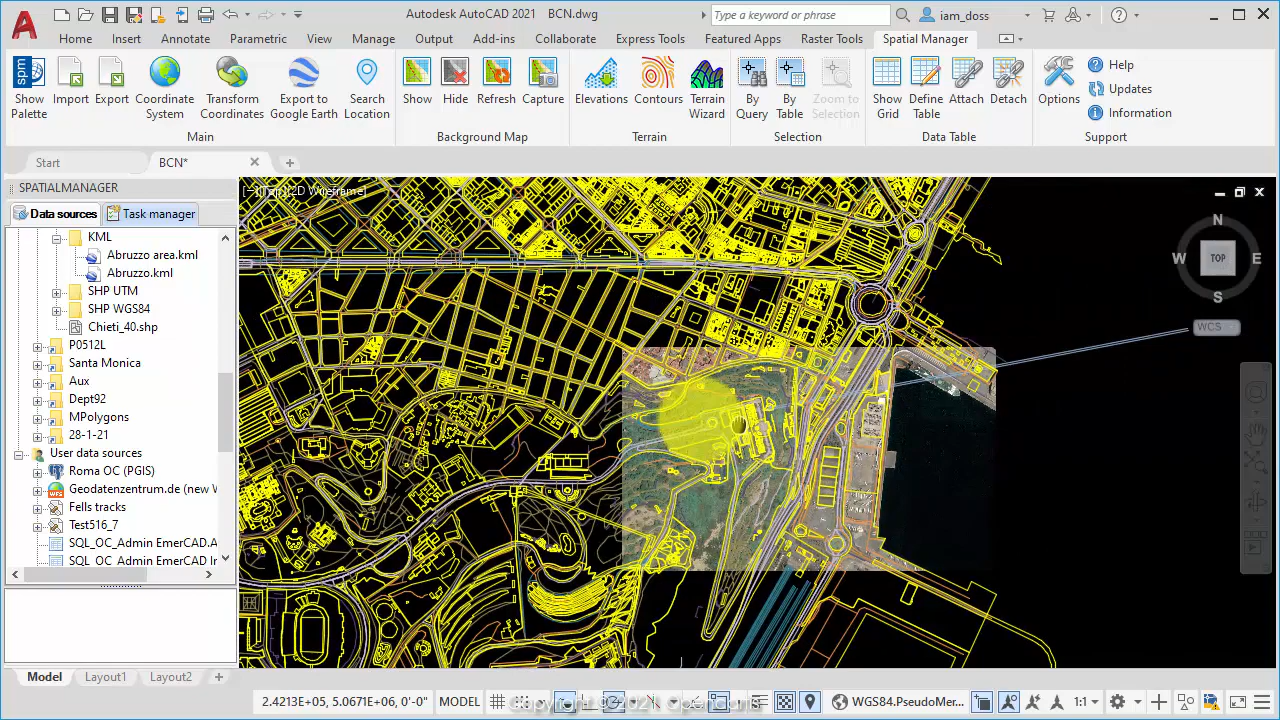 Autodesk AutoCAD 2021 BCN.dwg
Type a keyword or phrase
iam_doss
Home Insert Annotate Parametric View Manage Output Add-ins Collaborate Express Tools Featured Apps Raster Tools Spatial Manager
spm
Show Palette
Import
Export
Coordinate System
Transform Coordinates
Export to Google Earth
Search Location
Show
Hide
Refresh
Capture
Elevations
Contours
Terrain Wizard
By Query
By Table
Zoom to Selection
Show Grid
Define Table
Attach
Detach
Options
Help
Updates
Information
Main
Background Map
Terrain
Selection
Data Table
Support
Start
BCN*
SPATIALMANAGER
[−][Top][2D Wireframe]
Data sources
Task manager
KML
Abruzzo area.kml
Abruzzo.kml
SHP UTM
SHP WGS84
Chieti_40.shp
P0512L
Santa Monica
Aux
Dept92
MPolygons
28-1-21
User data sources
Roma OC (PGIS)
Geodatenzentrum.de (new W
Fells tracks
Test516_7
SQL_OC_Admin EmerCAD.A
SQL_OC_Admin EmerCAD Ir
N
W
TOP
E
S
WCS
Model
Layout1
Layout2
2.4213E+05, 5.0671E+06, 0'-0"
MODEL
WGS84.PseudoMer...
1:1
Copyright © 2021 Opencartis